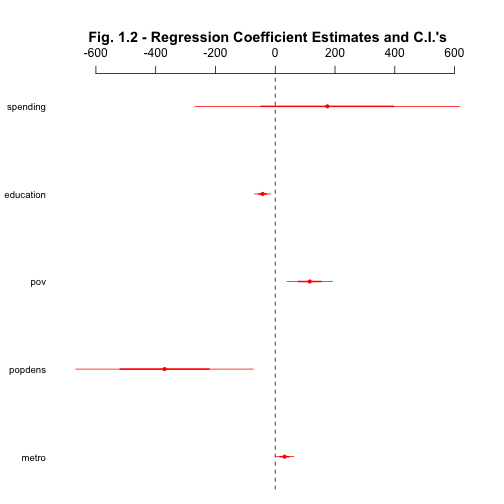 Fig. 1.2 - Regression Coefficient Estimates and C.I.'s
-600 -400 -200 0 200 400 600
spending
education
pov
popdens
metro